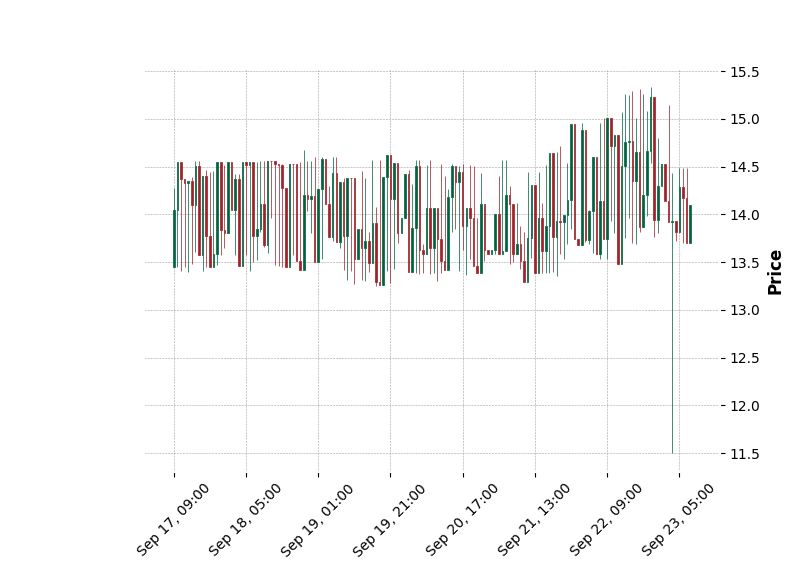 15.5
15.0
14.5
14.0
13.5
13.0
12.5
12.0
11.5
Price
Sep 17, 09:00
Sep 18, 05:00
Sep 19, 01:00
Sep 19, 21:00
Sep 20, 17:00
Sep 21, 13:00
Sep 22, 09:00
Sep 23, 05:00